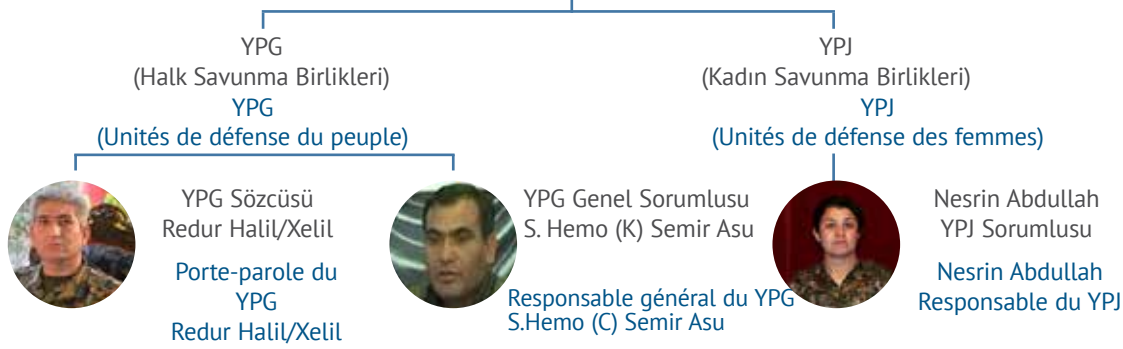 YPG
(Halk Savunma Birlikleri)
YPG
(Unités de défense du peuple)
YPJ
(Kadın Savunma Birlikleri)
YPJ
(Unités de défense des femmes)
YPG Sözcüsü
Redur Halil/Xelil
Porte-parole du
YPG
Redur Halil/Xelil
YPG Genel Sorumlusu
S. Hemo (K) Semir Asu
Responsable général du YPG
S.Hemo (C) Semir Asu
Nesrin Abdullah
YPJ Sorumlusu
Nesrin Abdullah
Responsable du YPJ